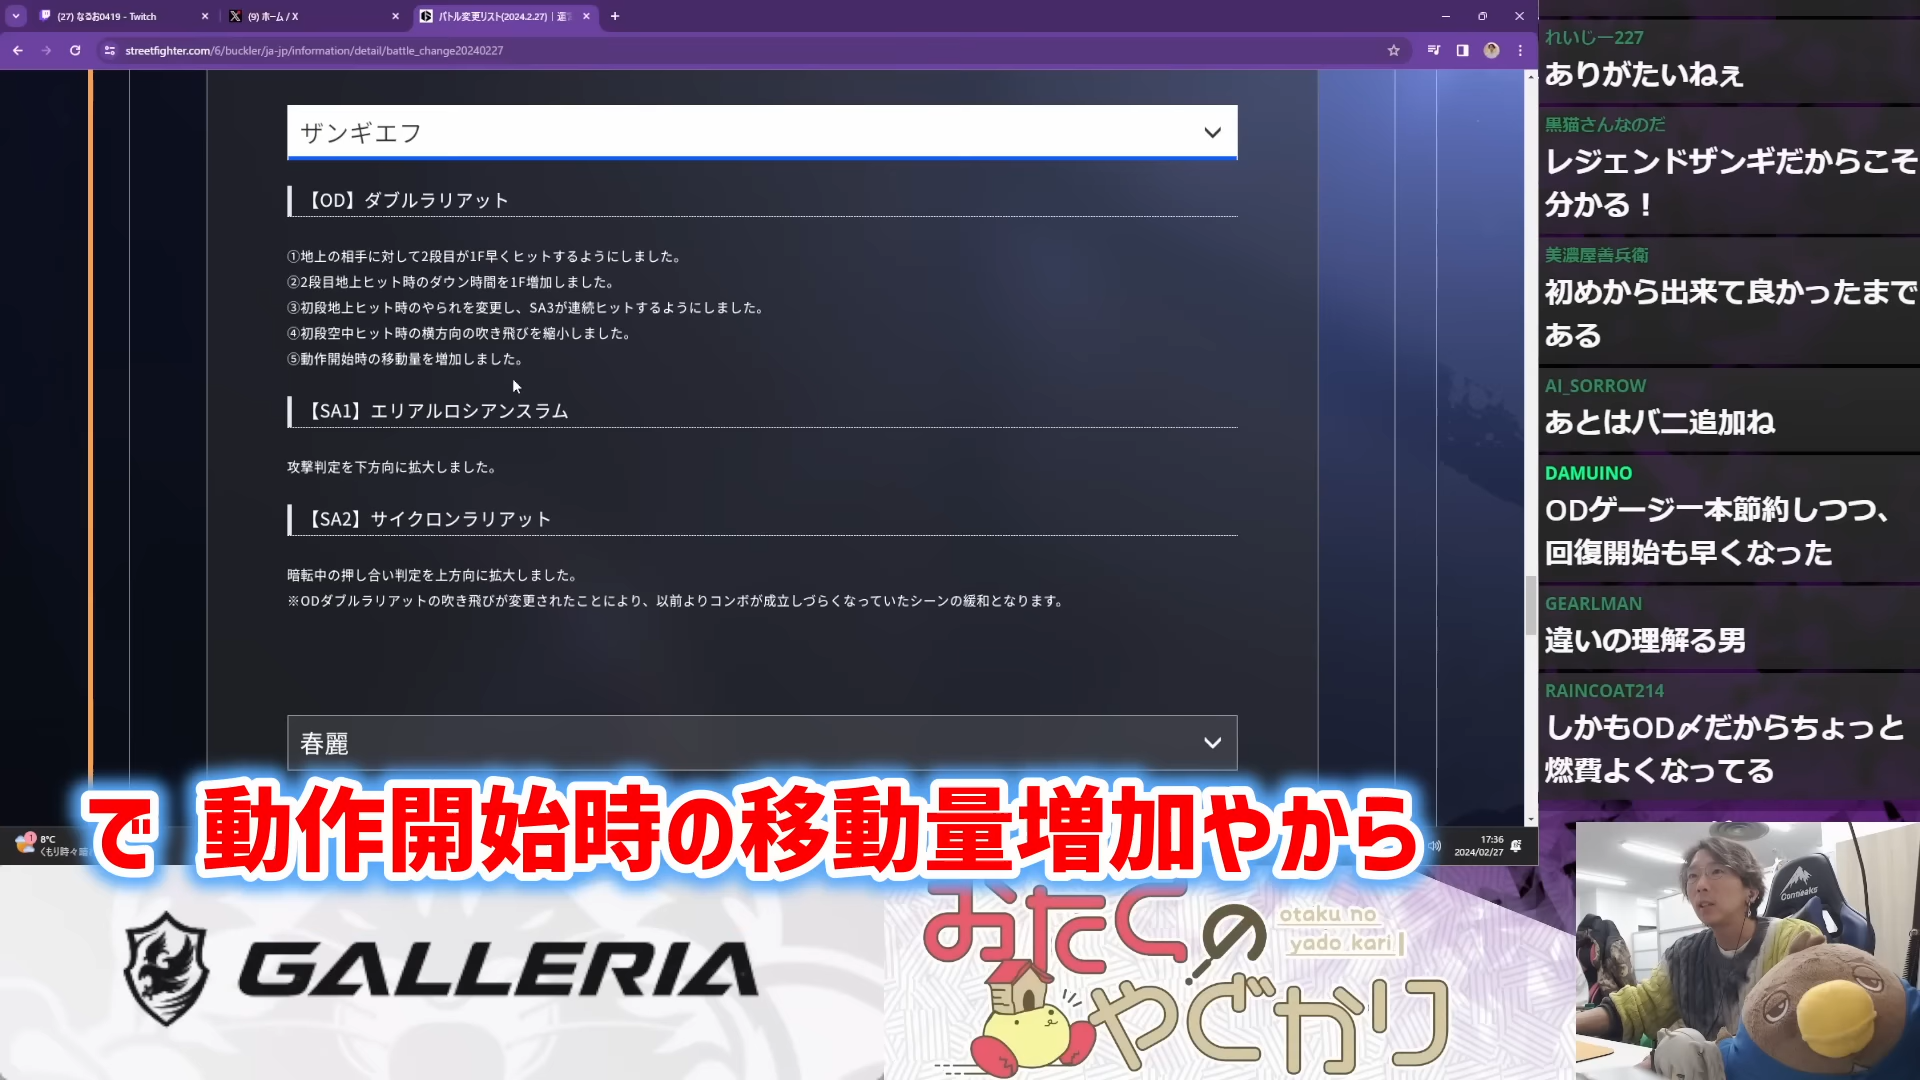 (27) なるお0419 - Twitch
(9) ホーム / X
バトル変更リスト(2024.2.27) | 運
streetfighter.com/6/buckler/ja-jp/information/detail/battle_change20240227
ザンギエフ
【OD】ダブルラリアット
①地上の相手に対して2段目が1F早くヒットするようにしました。
②2段目地上ヒット時のダウン時間を1F増加しました。
③初段地上ヒット時のやられを変更し、SA3が連続ヒットするようにしました。
④初段空中ヒット時の横方向の吹き飛びを縮小しました。
⑤動作開始時の移動量を増加しました。
【SA1】エリアルロシアンスラム
攻撃判定を下方向に拡大しました。
【SA2】サイクロンラリアット
暗転中の押し合い判定を上方向に拡大しました。
※ODダブルラリアットの吹き飛びが変更されたことにより、以前よりコンボが成立しづらくなっていたシーンの緩和となります。
春麗
で 動作開始時の移動量増加やから
8°C
くもり時々
17:36
2024/02/27
GALLERIA
おたくの
otaku no
yado kari
やどかり
れいじー227
ありがたいねぇ
黒猫さんなのだ
レジェンドザンギだからこそ
分かる！
美濃屋善兵衛
初めから出来て良かったまで
ある
AI_SORROW
あとはバニ追加ね
DAMUINO
ODゲージ一本節約しつつ、
回復開始も早くなった
GEARLMAN
違いの理解る男
RAINCOAT214
しかもOD〆だからちょっと
燃費よくなってる